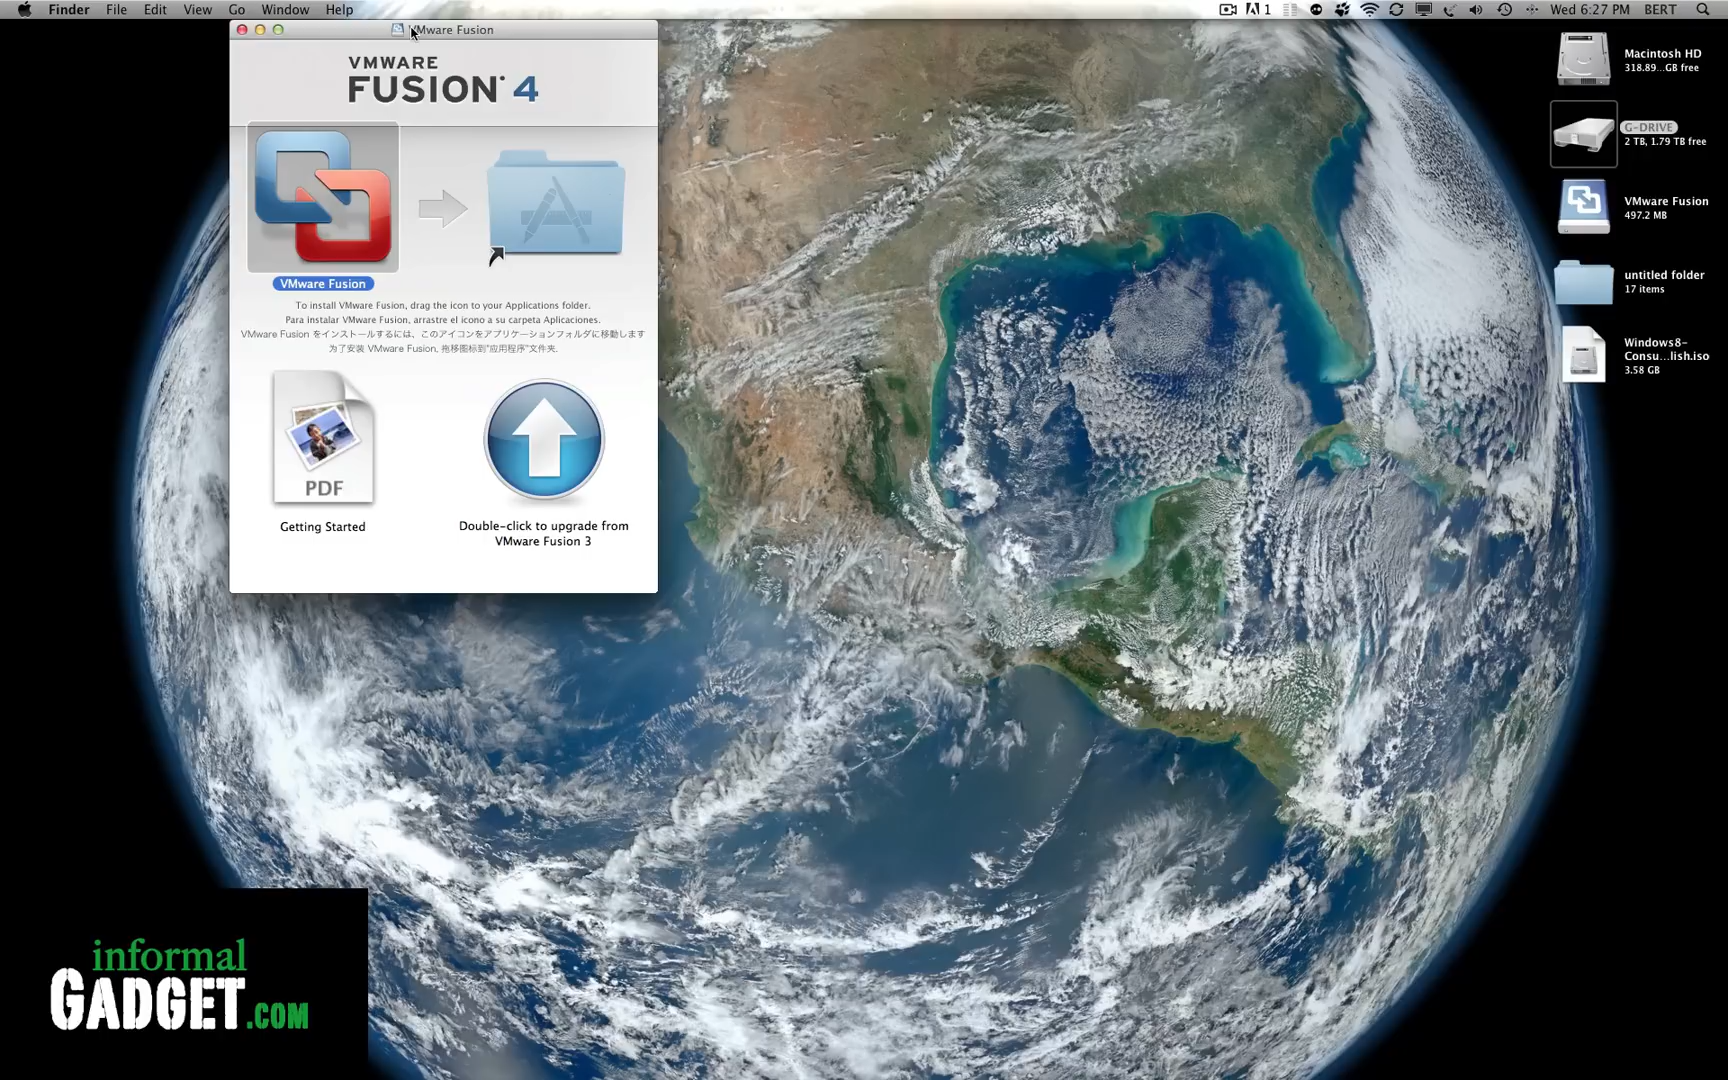 Finder File Edit View Go Window Help
1 Wed 6:27 PM BERT
VMware Fusion
VMWARE
FUSION 4
VMware Fusion
To install VMware Fusion, drag the icon to your Applications folder.
Para instalar VMware Fusion, arrastre el icono a su carpeta Aplicaciones.
VMware Fusion をインストールするには、このアイコンをアプリケーションフォルダに移動します
为了安装 VMware Fusion, 拖移图标到"应用程序"文件夹.
PDF
Getting Started
Double-click to upgrade from
VMware Fusion 3
Macintosh HD
318.89...GB free
G-DRIVE
2 TB, 1.79 TB free
VMware Fusion
497.2 MB
untitled folder
17 items
Windows8-
Consu...lish.iso
3.58 GB
informal
GADGET.COM